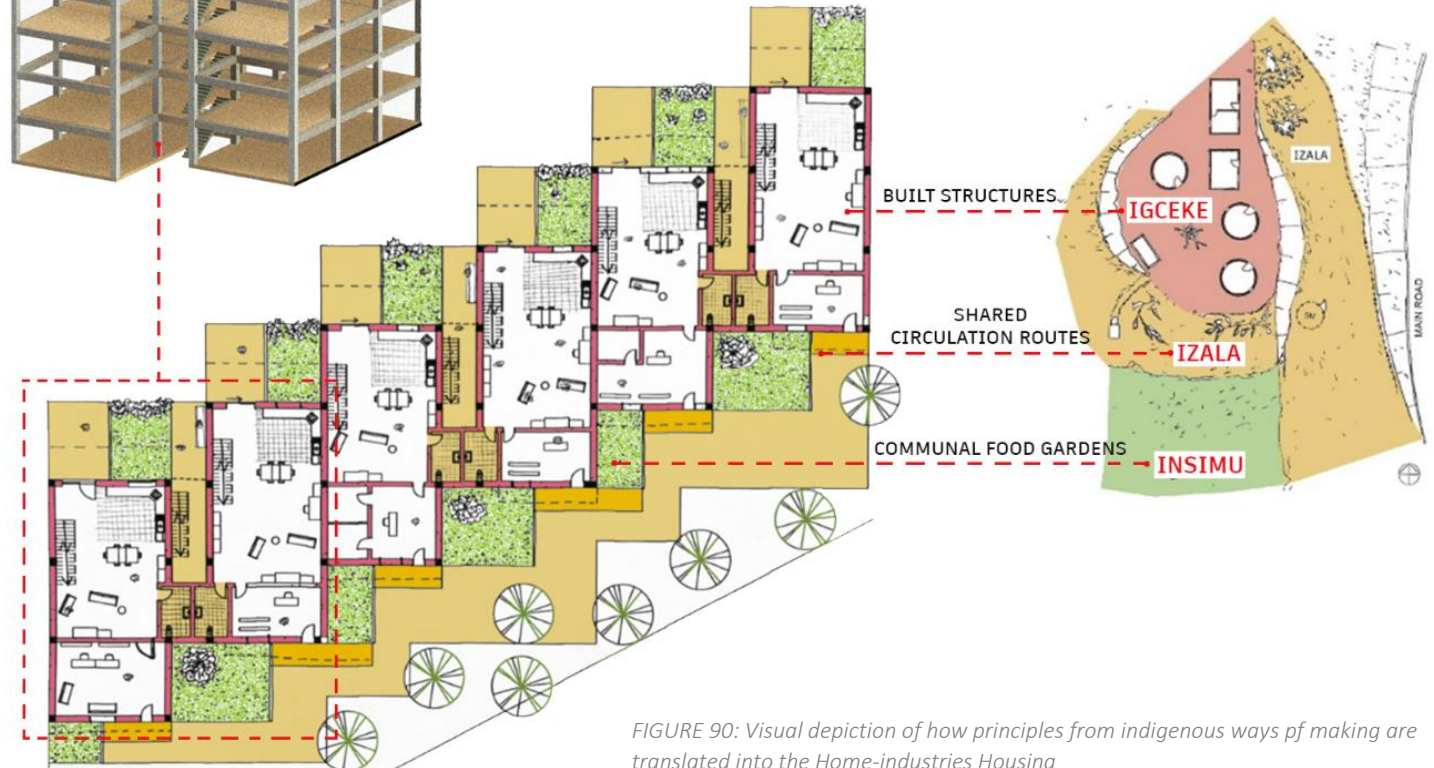 BUILT STRUCTURES
IGCEKE
IZALA
SHARED
CIRCULATION ROUTES
IZALA
COMMUNAL FOOD GARDENS
INSIMU
MAIN ROAD
FIGURE 90: Visual depiction of how principles from indigenous ways pf making are
translated into the Home-industries Housing